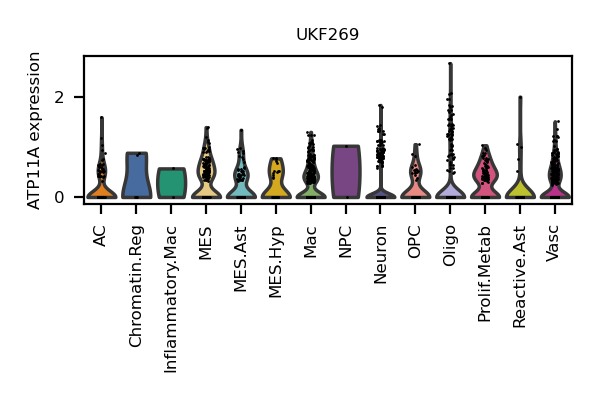 UKF269
ATP11A expression
2
0
AC
Chromatin.Reg
Inflammatory.Mac
MES
MES.Ast
MES.Hyp
Mac
NPC
Neuron
OPC
Oligo
Prolif.Metab
Reactive.Ast
Vasc